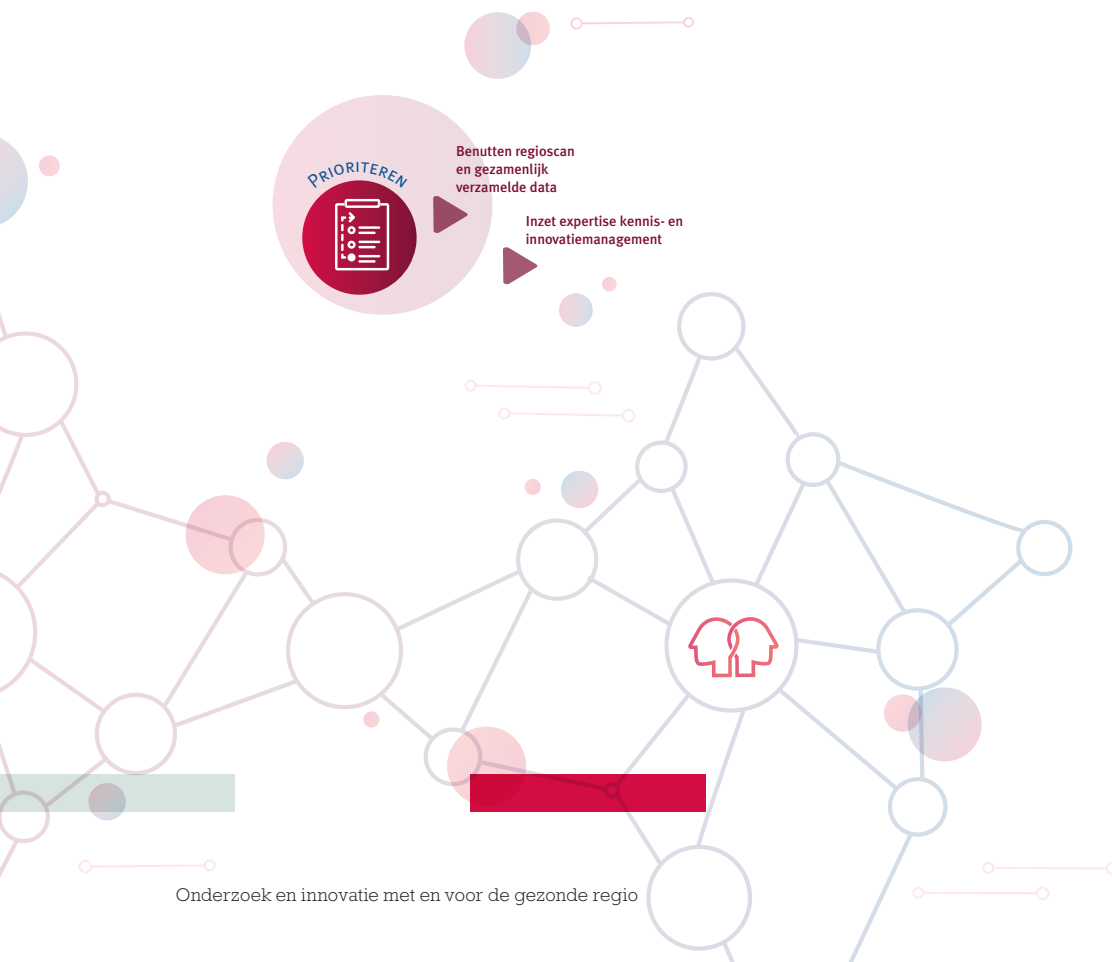 PRIORITEREN
Benutten regioscan
en gezamenlijk
verzamelde data
Inzet expertise kennis- en
innovatiemanagement
Onderzoek en innovatie met en voor de gezonde regio